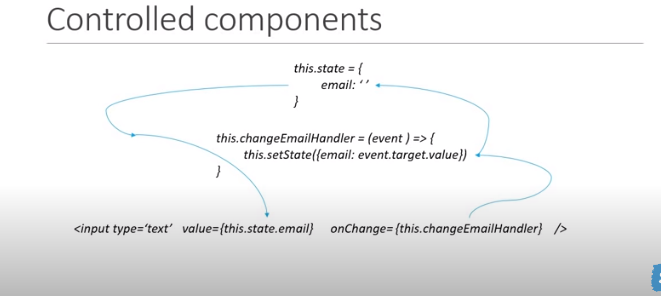 Controlled components
this.state = {
email: ‘ ’
}
this.changeEmailHandler = (event ) => {
this.setState({email: event.target.value})
}
<input type=‘text’ value={this.state.email} onChange= {this.changeEmailHandler} />